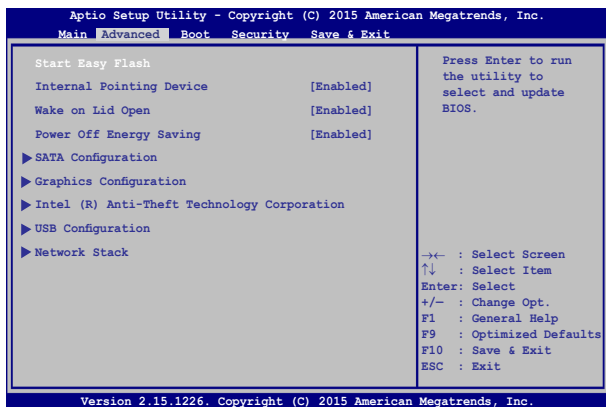 Aptio Setup Utility - Copyright (C) 2015 American Megatrends, Inc.
Main Advanced Boot Security Save & Exit
Start Easy Flash
Internal Pointing Device [Enabled]
Wake on Lid Open [Enabled]
Power Off Energy Saving [Enabled]
SATA Configuration
Graphics Configuration
Intel (R) Anti-Theft Technology Corporation
USB Configuration
Network Stack
Press Enter to run
the utility to
select and update
BIOS.
→← : Select Screen
↑↓ : Select Item
Enter: Select
+/— : Change Opt.
F1 : General Help
F9 : Optimized Defaults
F10 : Save & Exit
ESC : Exit
Version 2.15.1226. Copyright (C) 2015 American Megatrends, Inc.